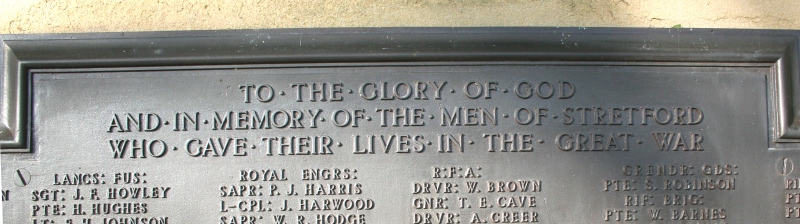 TO · THE · GLORY · OF · GOD
AND · IN · MEMORY · OF · THE · MEN · OF · STRETFORD
WHO · GAVE · THEIR · LIVES · IN · THE · GREAT · WAR
LANCS: FUS:
SGT: J. F. HOWLEY
PTE: H. HUGHES
JOHNSON
ROYAL ENGRS:
SAPR: P. J. HARRIS
L-CPL: J. HARWOOD
SAPR: W. R. HODGE
R:F:A:
DRVR: W. BROWN
GNR: T. E. CAVE
DRVR: A. CREER
GRENDR: GDS:
PTE: S. ROBINSON
RIF: BRIG:
PTE: W. BARNES